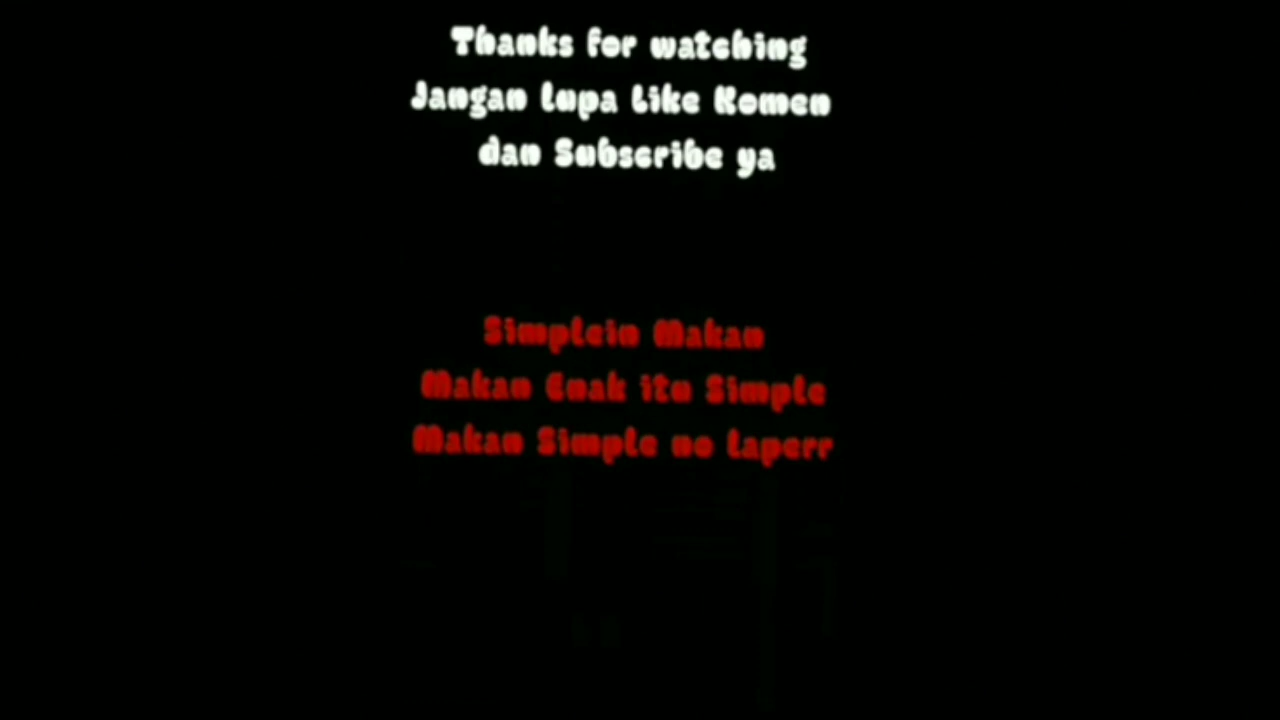 Thanks for watching
Jangan lupa like Komen
dan Subscribe ya
Simplein Makan
Makan Enak itu Simple
Makan Simple no laperr